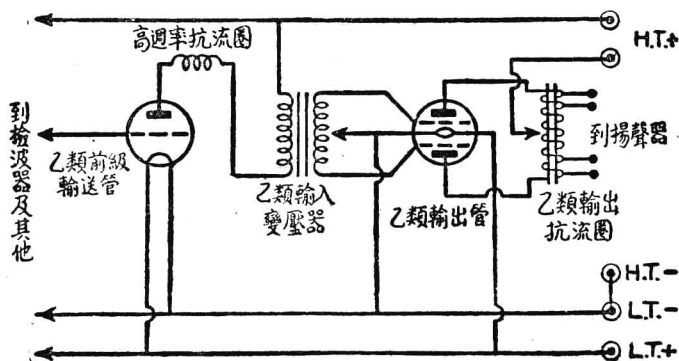 高週率抗流圈
H.T.+
到檢波器及其他
乙類前級
輸送管
乙類輸入
變壓器
乙類輸出管
到揚聲器
乙類輸出
抗流圈
H.T.-
L.T.-
L.T.+